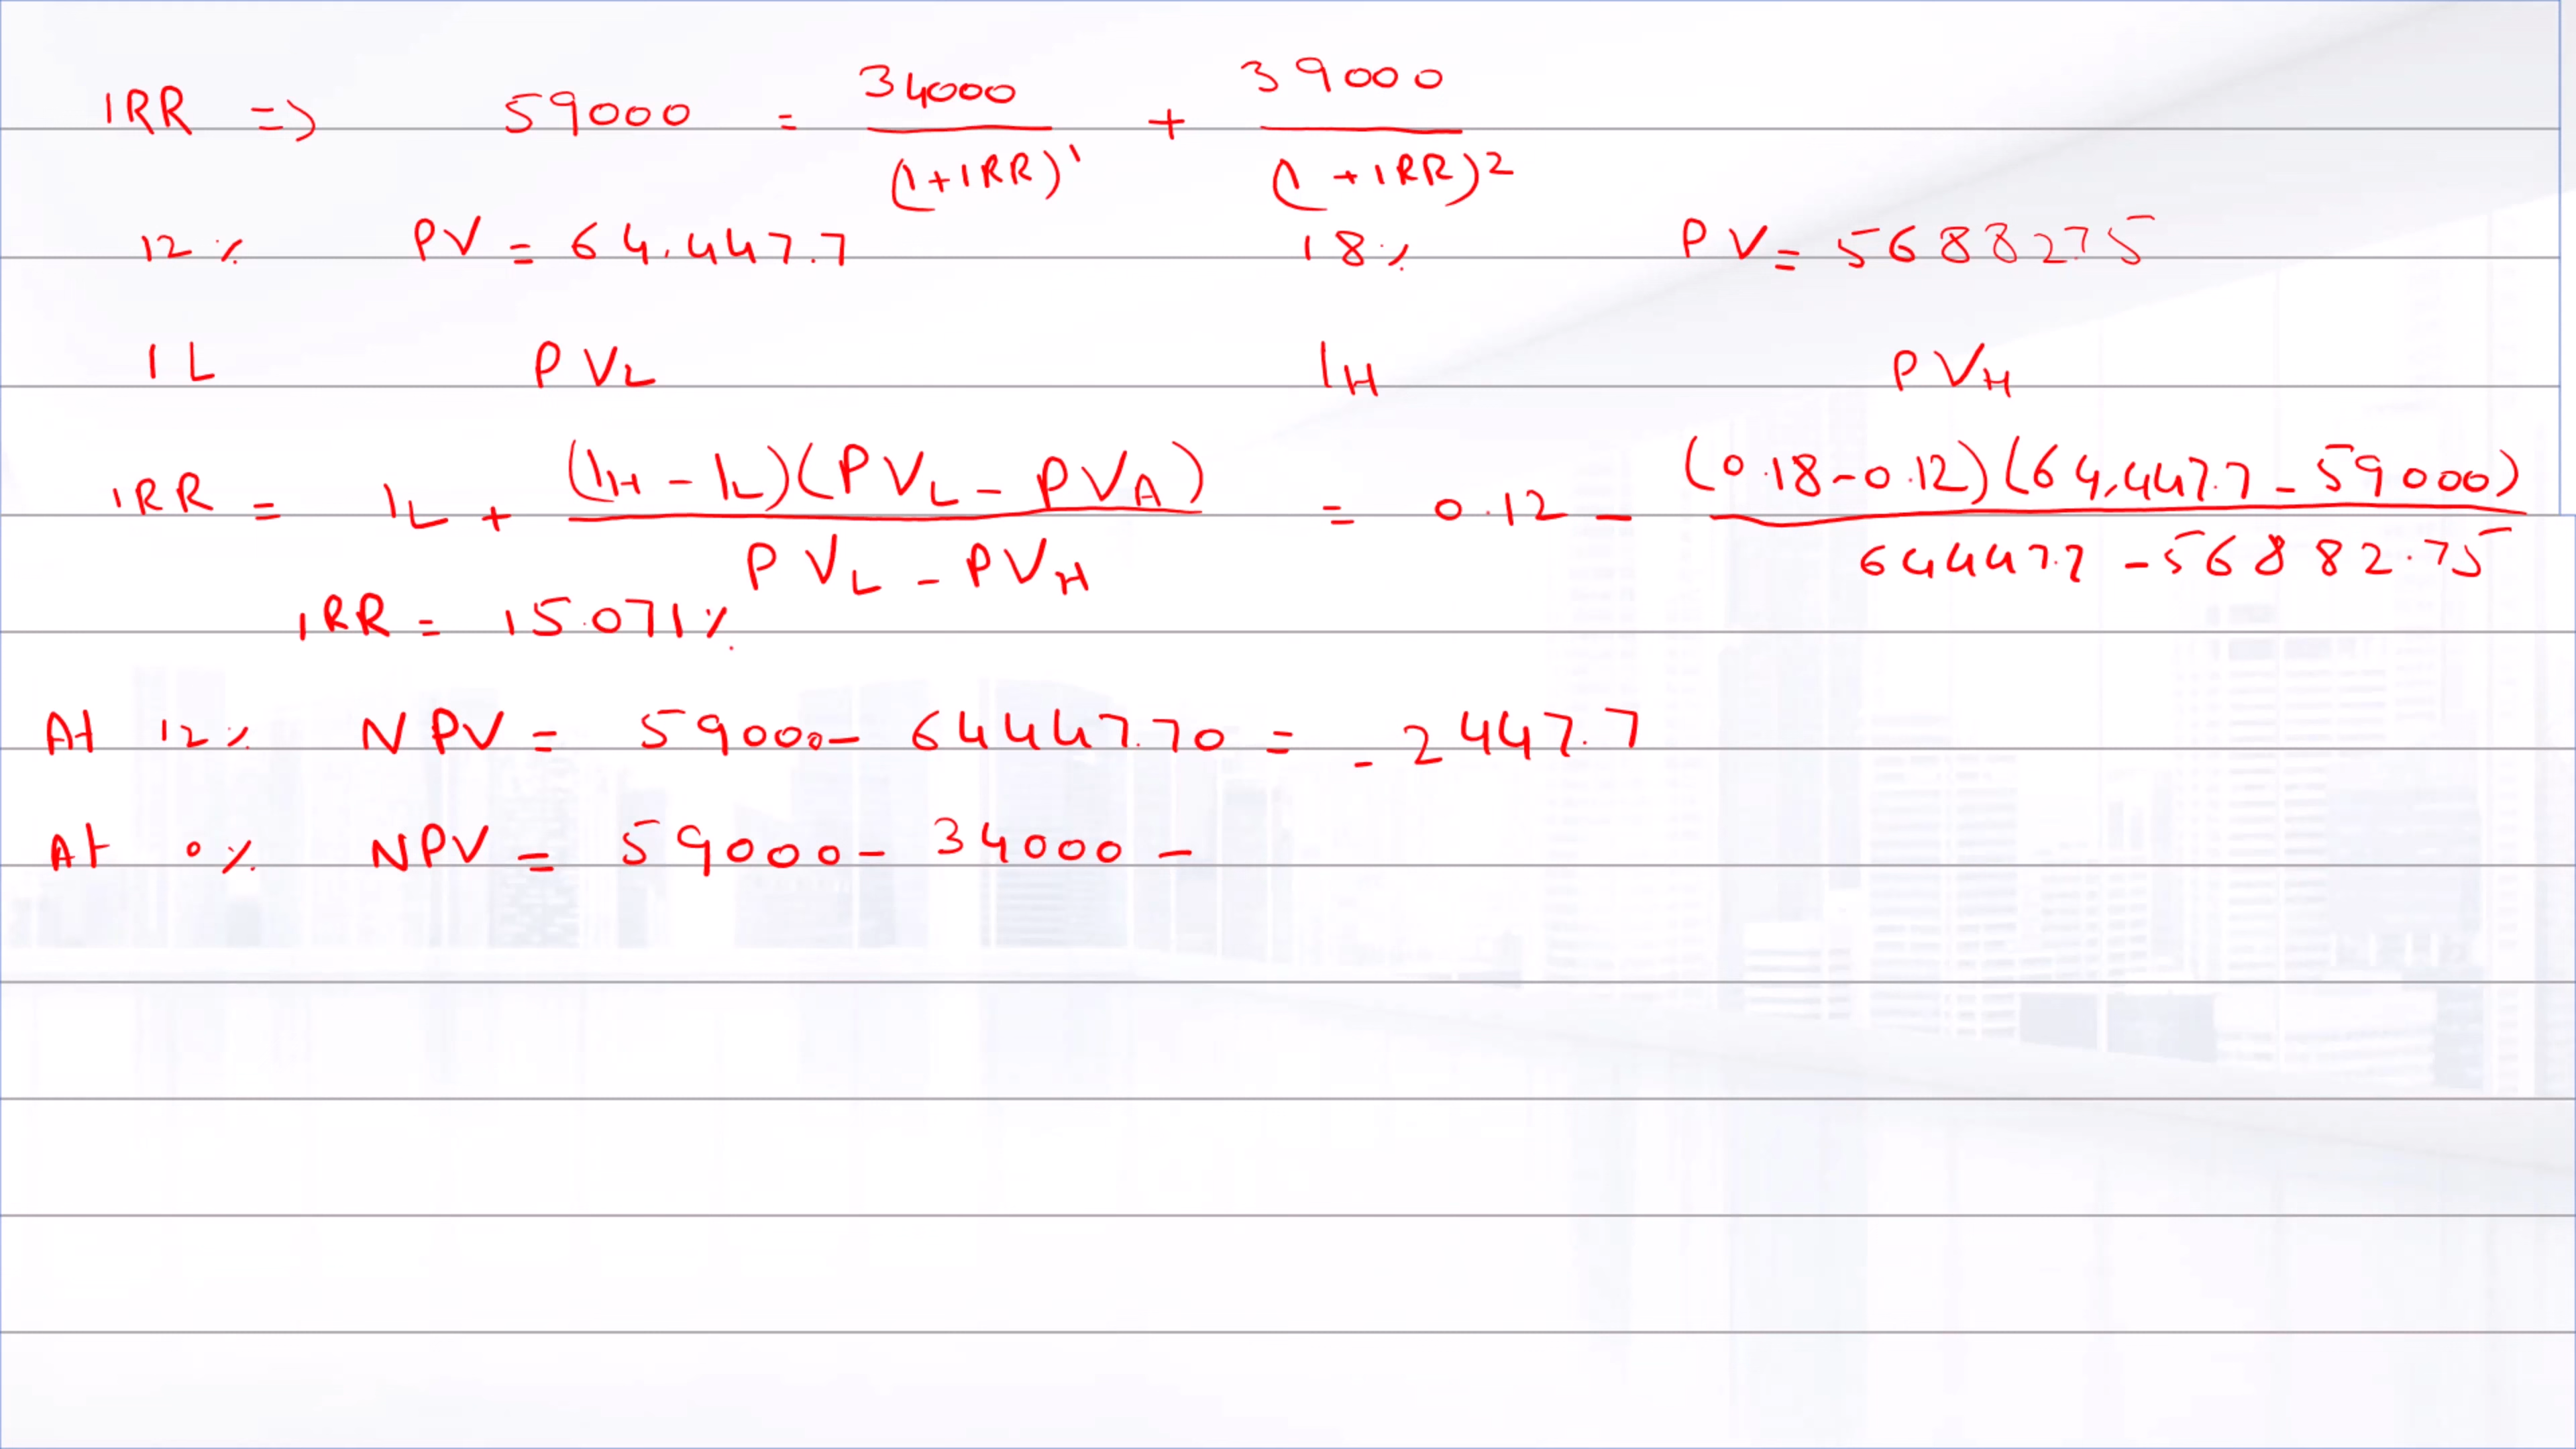 IRR => 59000 = 34000/(1+IRR)^1 + 39000/(1+IRR)^2
12% PV = 64,447.7 18% PV = 56882.75
IL PVL IH PVH
IRR = IL + (IH - IL)(PVL - PVA)/PVL - PVH = 0.12 - (0.18-0.12)(64,447.7 - 59000)/64447.7 - 56882.75
IRR = 15.071%
At 12% NPV = 59000 - 64447.70 = -2447.7
At 0% NPV = 59000 - 34000 -